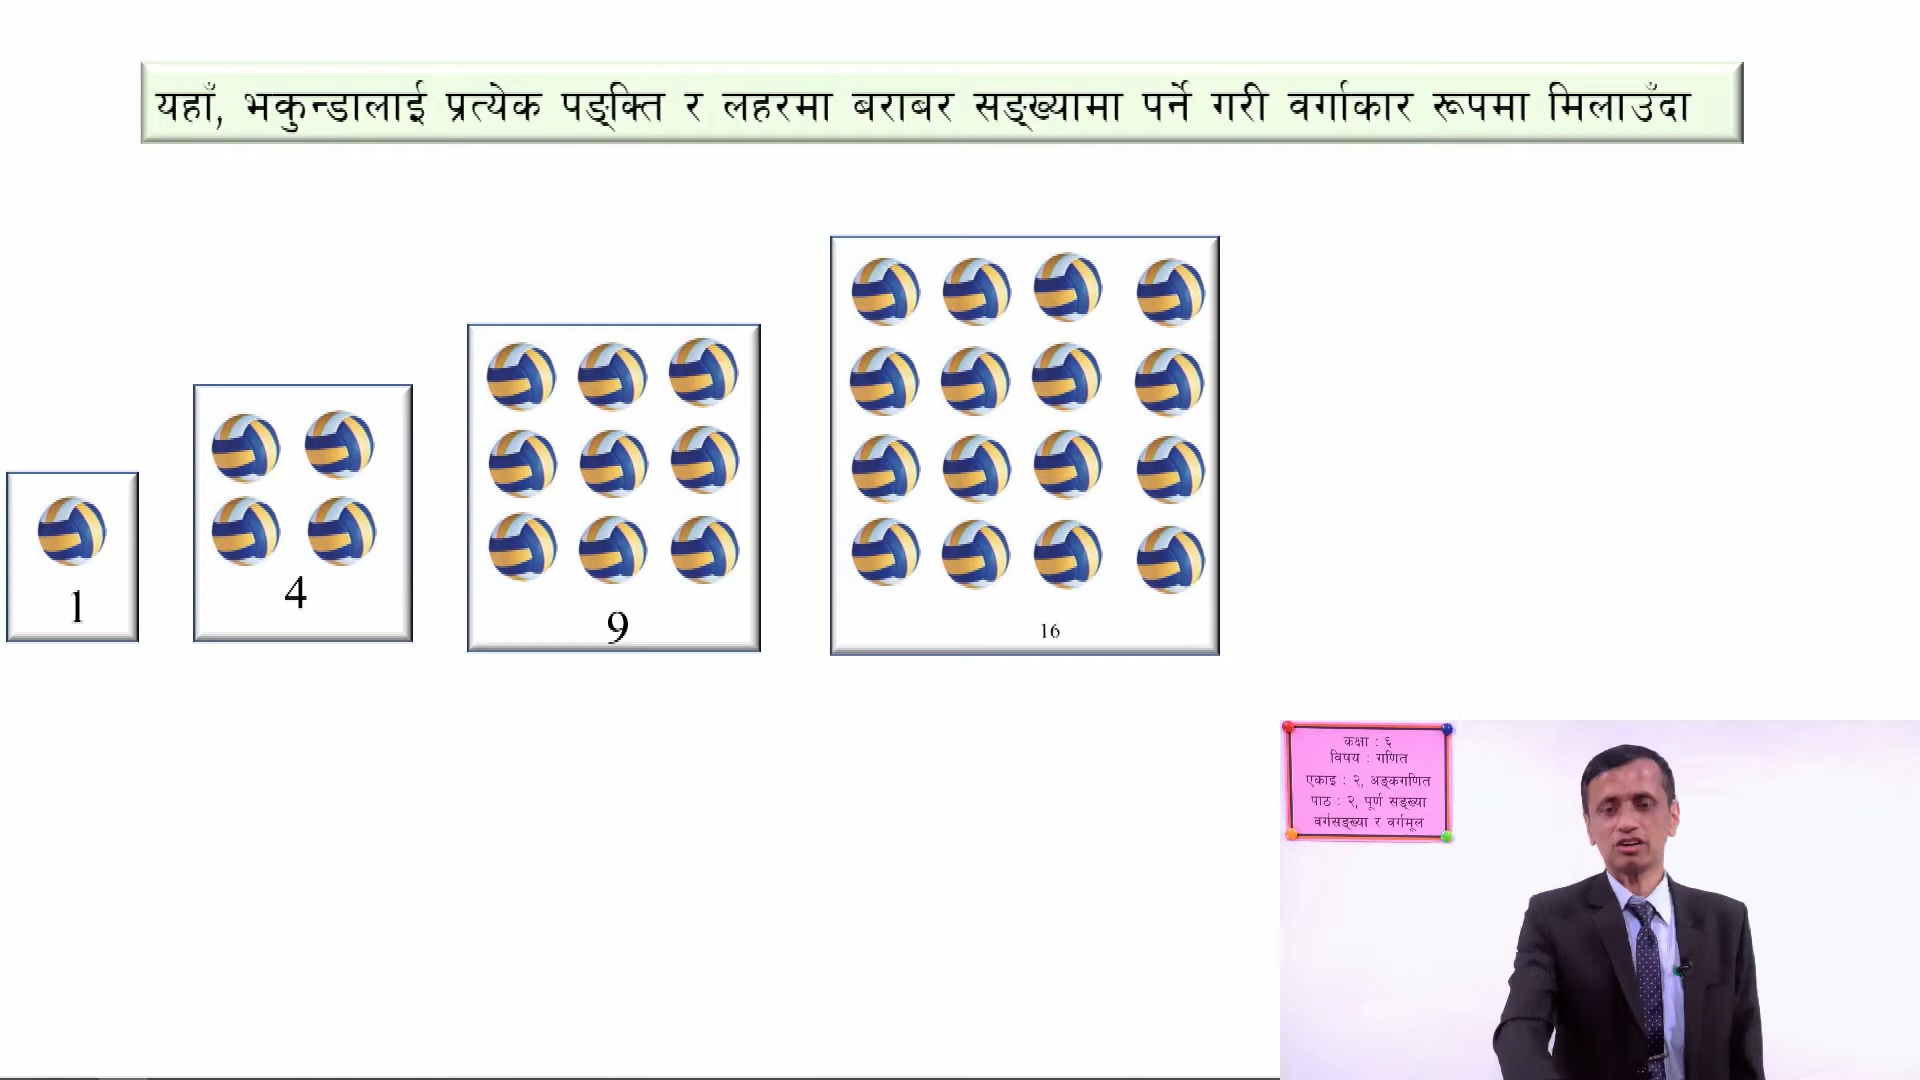 यहाँ, भकुन्डालाई प्रत्येक पङ्क्ति र लहरमा बराबर सङ्ख्यामा पर्ने गरी वर्गाकार रूपमा मिलाउँदा
1
4
9
16
कक्षा : ६
विषय : गणित
एकाइ : २, अङ्कगणित
पाठ : २, पूर्ण सङ्ख्या
वर्गसङ्ख्या र वर्गमूल